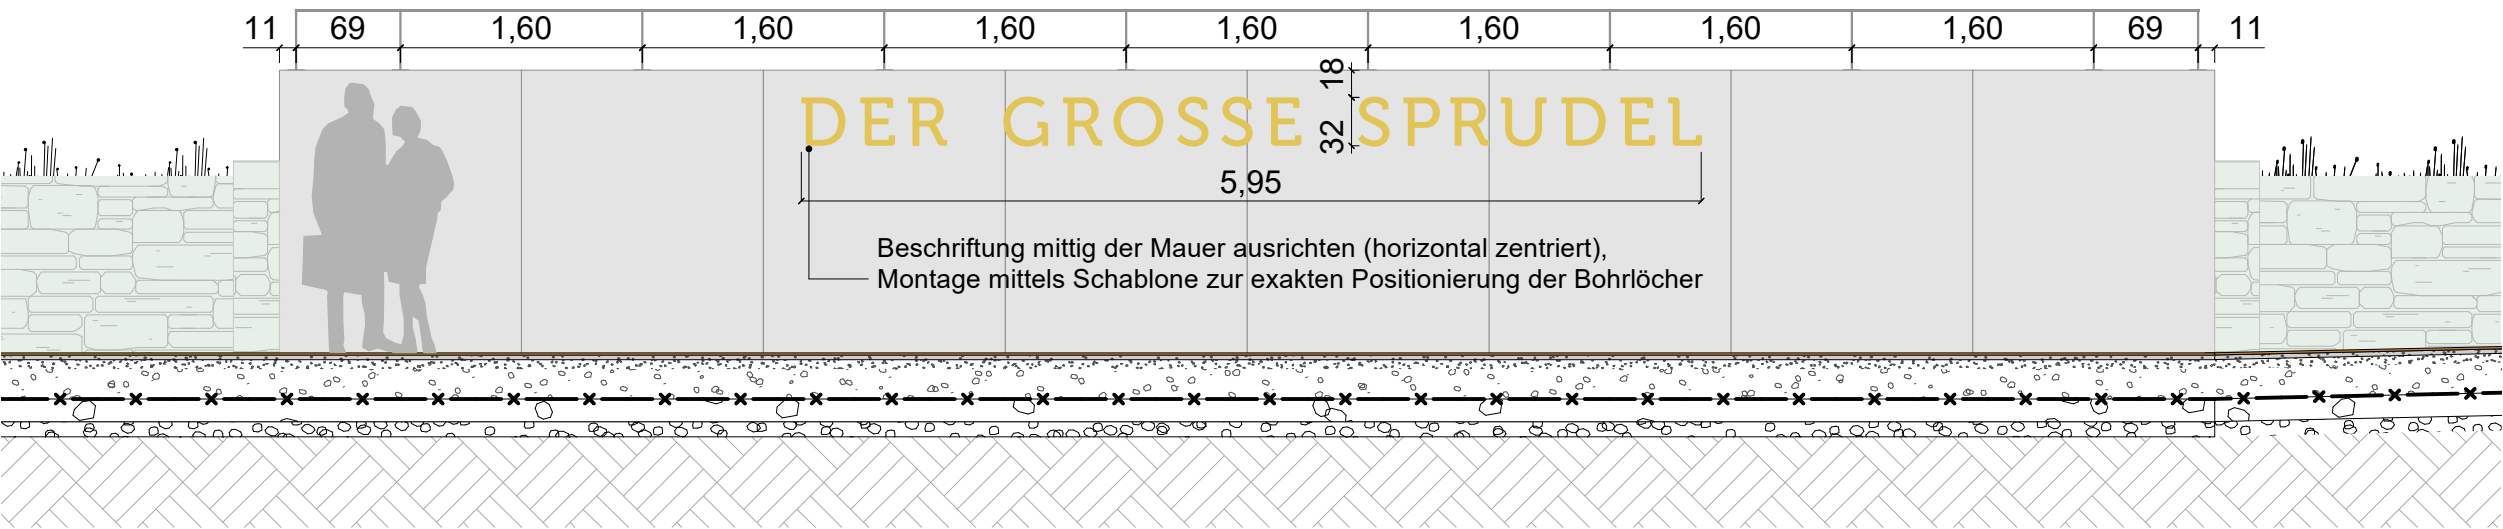 11 69 1,60 1,60 1,60 1,60 1,60 1,60 1,60 69 11
18
DER GROSSE SPRUDEL
32
5,95
Beschriftung mittig der Mauer ausrichten (horizontal zentriert),
Montage mittels Schablone zur exakten Positionierung der Bohrlöcher